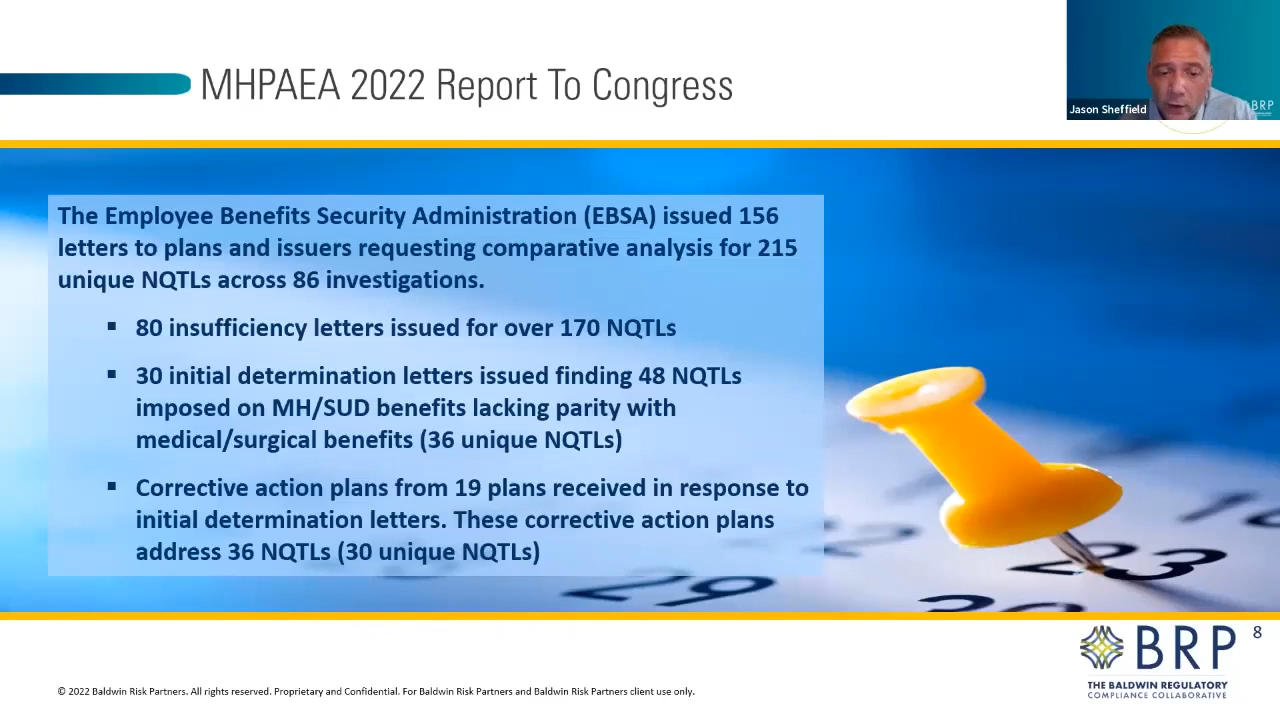 MHPAEA 2022 Report To Congress
Jason Sheffield
BRP
The Employee Benefits Security Administration (EBSA) issued 156
letters to plans and issuers requesting comparative analysis for 215
unique NQTLs across 86 investigations.
▪ 80 insufficiency letters issued for over 170 NQTLs
▪ 30 initial determination letters issued finding 48 NQTLs
imposed on MH/SUD benefits lacking parity with
medical/surgical benefits (36 unique NQTLs)
▪ Corrective action plans from 19 plans received in response to
initial determination letters. These corrective action plans
address 36 NQTLs (30 unique NQTLs)
23
29
30
BRP
8
THE BALDWIN REGULATORY
COMPLIANCE COLLABORATIVE
© 2022 Baldwin Risk Partners. All rights reserved. Proprietary and Confidential. For Baldwin Risk Partners and Baldwin Risk Partners client use only.